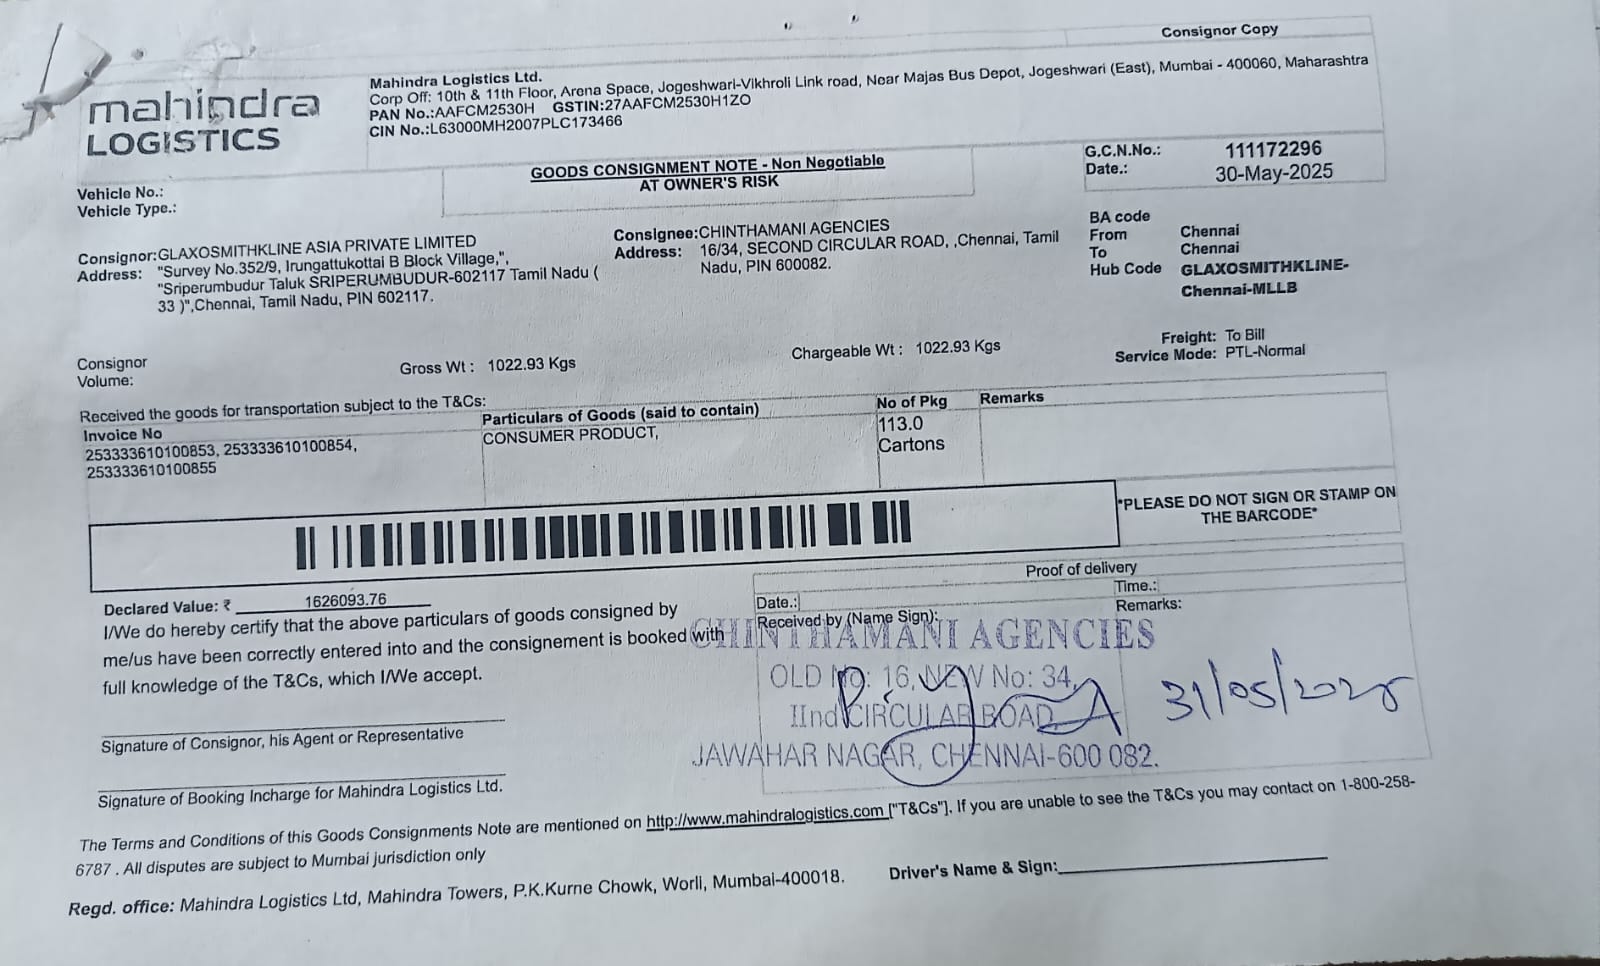 Consignor Copy
mahindra
LOGISTICS
Mahindra Logistics Ltd.
Corp Off: 10th & 11th Floor, Arena Space, Jogeshwari-Vikhroli Link road, Near Majas Bus Depot, Jogeshwari (East), Mumbai - 400060, Maharashtra
PAN No.:AAFCM2530H GSTIN:27AAFCM2530H1ZO
CIN No.:L63000MH2007PLC173466
GOODS CONSIGNMENT NOTE - Non Negotiable
AT OWNER'S RISK
G.C.N.No.: 111172296
Date.: 30-May-2025
Vehicle No.:
Vehicle Type.:
Consignor:GLAXOSMITHKLINE ASIA PRIVATE LIMITED
Address: "Survey No.352/9, Irungattukottai B Block Village,",
"Sriperumbudur Taluk SRIPERUMBUDUR-602117 Tamil Nadu (
33 )",Chennai, Tamil Nadu, PIN 602117.
Consignee:CHINTHAMANI AGENCIES
Address: 16/34, SECOND CIRCULAR ROAD, ,Chennai, Tamil
Nadu, PIN 600082.
BA code
From Chennai
To Chennai
Hub Code GLAXOSMITHKLINE-
Chennai-MLLB
Consignor
Volume:
Gross Wt : 1022.93 Kgs
Chargeable Wt : 1022.93 Kgs
Freight: To Bill
Service Mode: PTL-Normal
Received the goods for transportation subject to the T&Cs:
Invoice No
253333610100853, 253333610100854,
253333610100855
Particulars of Goods (said to contain)
CONSUMER PRODUCT,
No of Pkg
113.0
Cartons
Remarks
*PLEASE DO NOT SIGN OR STAMP ON
THE BARCODE*
Declared Value: ₹ 1626093.76
I/We do hereby certify that the above particulars of goods consigned by
me/us have been correctly entered into and the consignement is booked with
full knowledge of the T&Cs, which I/We accept.
Proof of delivery
Date.:
Time.:
Received by (Name Sign):
Remarks:
CHINTHAMANI AGENCIES
OLD No: 16, NEW No: 34,
IInd CIRCULAR ROAD,
JAWAHAR NAGAR, CHENNAI-600 082.
31/05/2025
Signature of Consignor, his Agent or Representative
Signature of Booking Incharge for Mahindra Logistics Ltd.
The Terms and Conditions of this Goods Consignments Note are mentioned on http://www.mahindralogistics.com ["T&Cs"]. If you are unable to see the T&Cs you may contact on 1-800-258-
6787 . All disputes are subject to Mumbai jurisdiction only
Regd. office: Mahindra Logistics Ltd, Mahindra Towers, P.K.Kurne Chowk, Worli, Mumbai-400018.
Driver's Name & Sign: